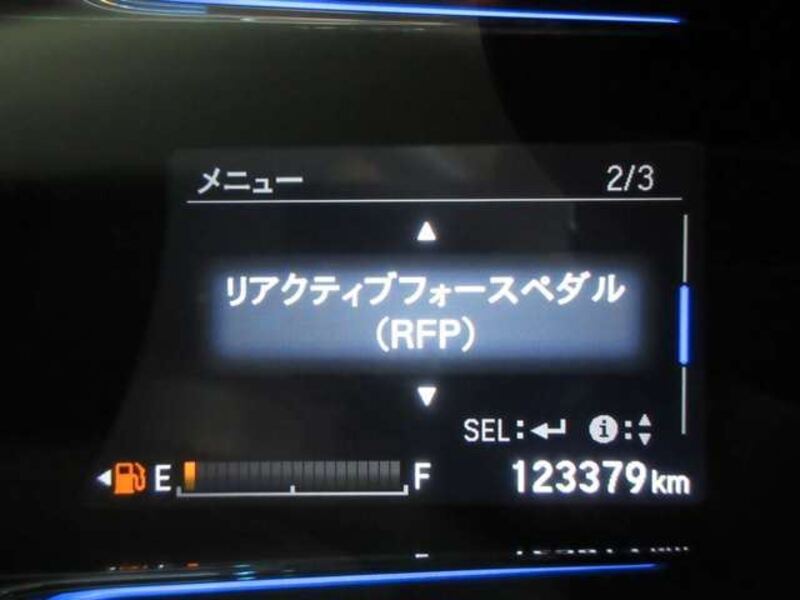 メニュー 2/3
▲
リアクティブフォースペダル
(RFP)
▼
SEL:↵ i:▲▼
E F 123379km